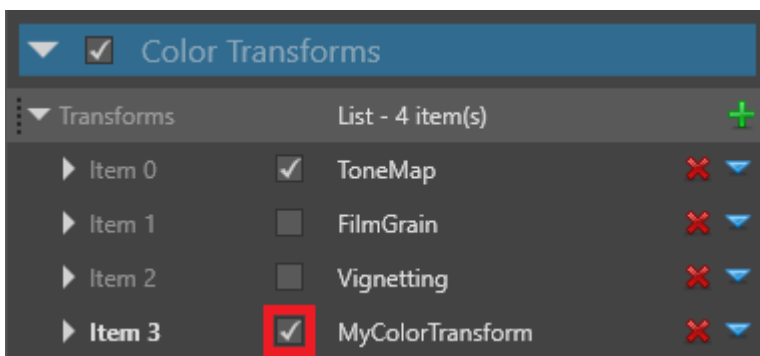 Color Transforms
Transforms List - 4 item(s)
Item 0 ToneMap
Item 1 FilmGrain
Item 2 Vignetting
Item 3 MyColorTransform